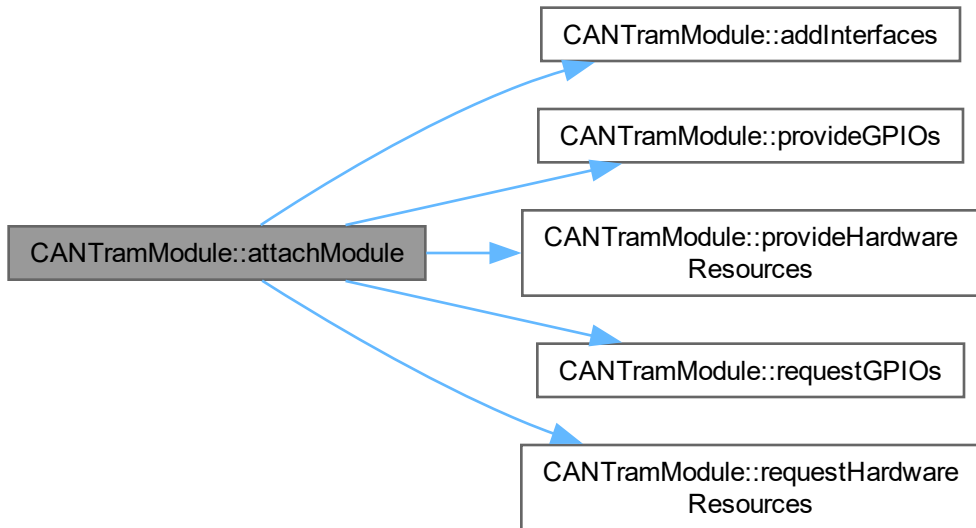 CANTramModule::addInterfaces
CANTramModule::provideGPIOs
CANTramModule::attachModule
CANTramModule::provideHardware
Resources
CANTramModule::requestGPIOs
CANTramModule::requestHardware
Resources